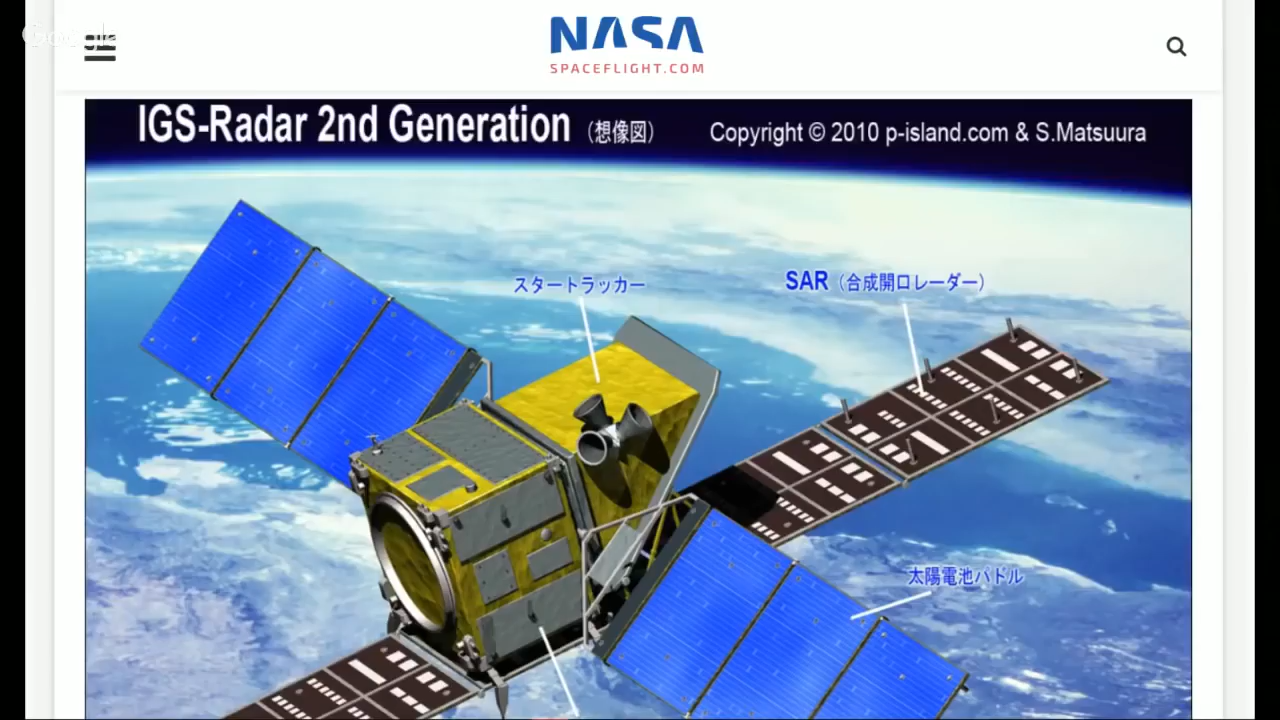 Google
NASA
SPACEFLIGHT.COM
IGS-Radar 2nd Generation (想像図) Copyright © 2010 p-island.com & S.Matsuura
スタートラッカー
SAR (合成開口レーダー)
太陽電池パドル